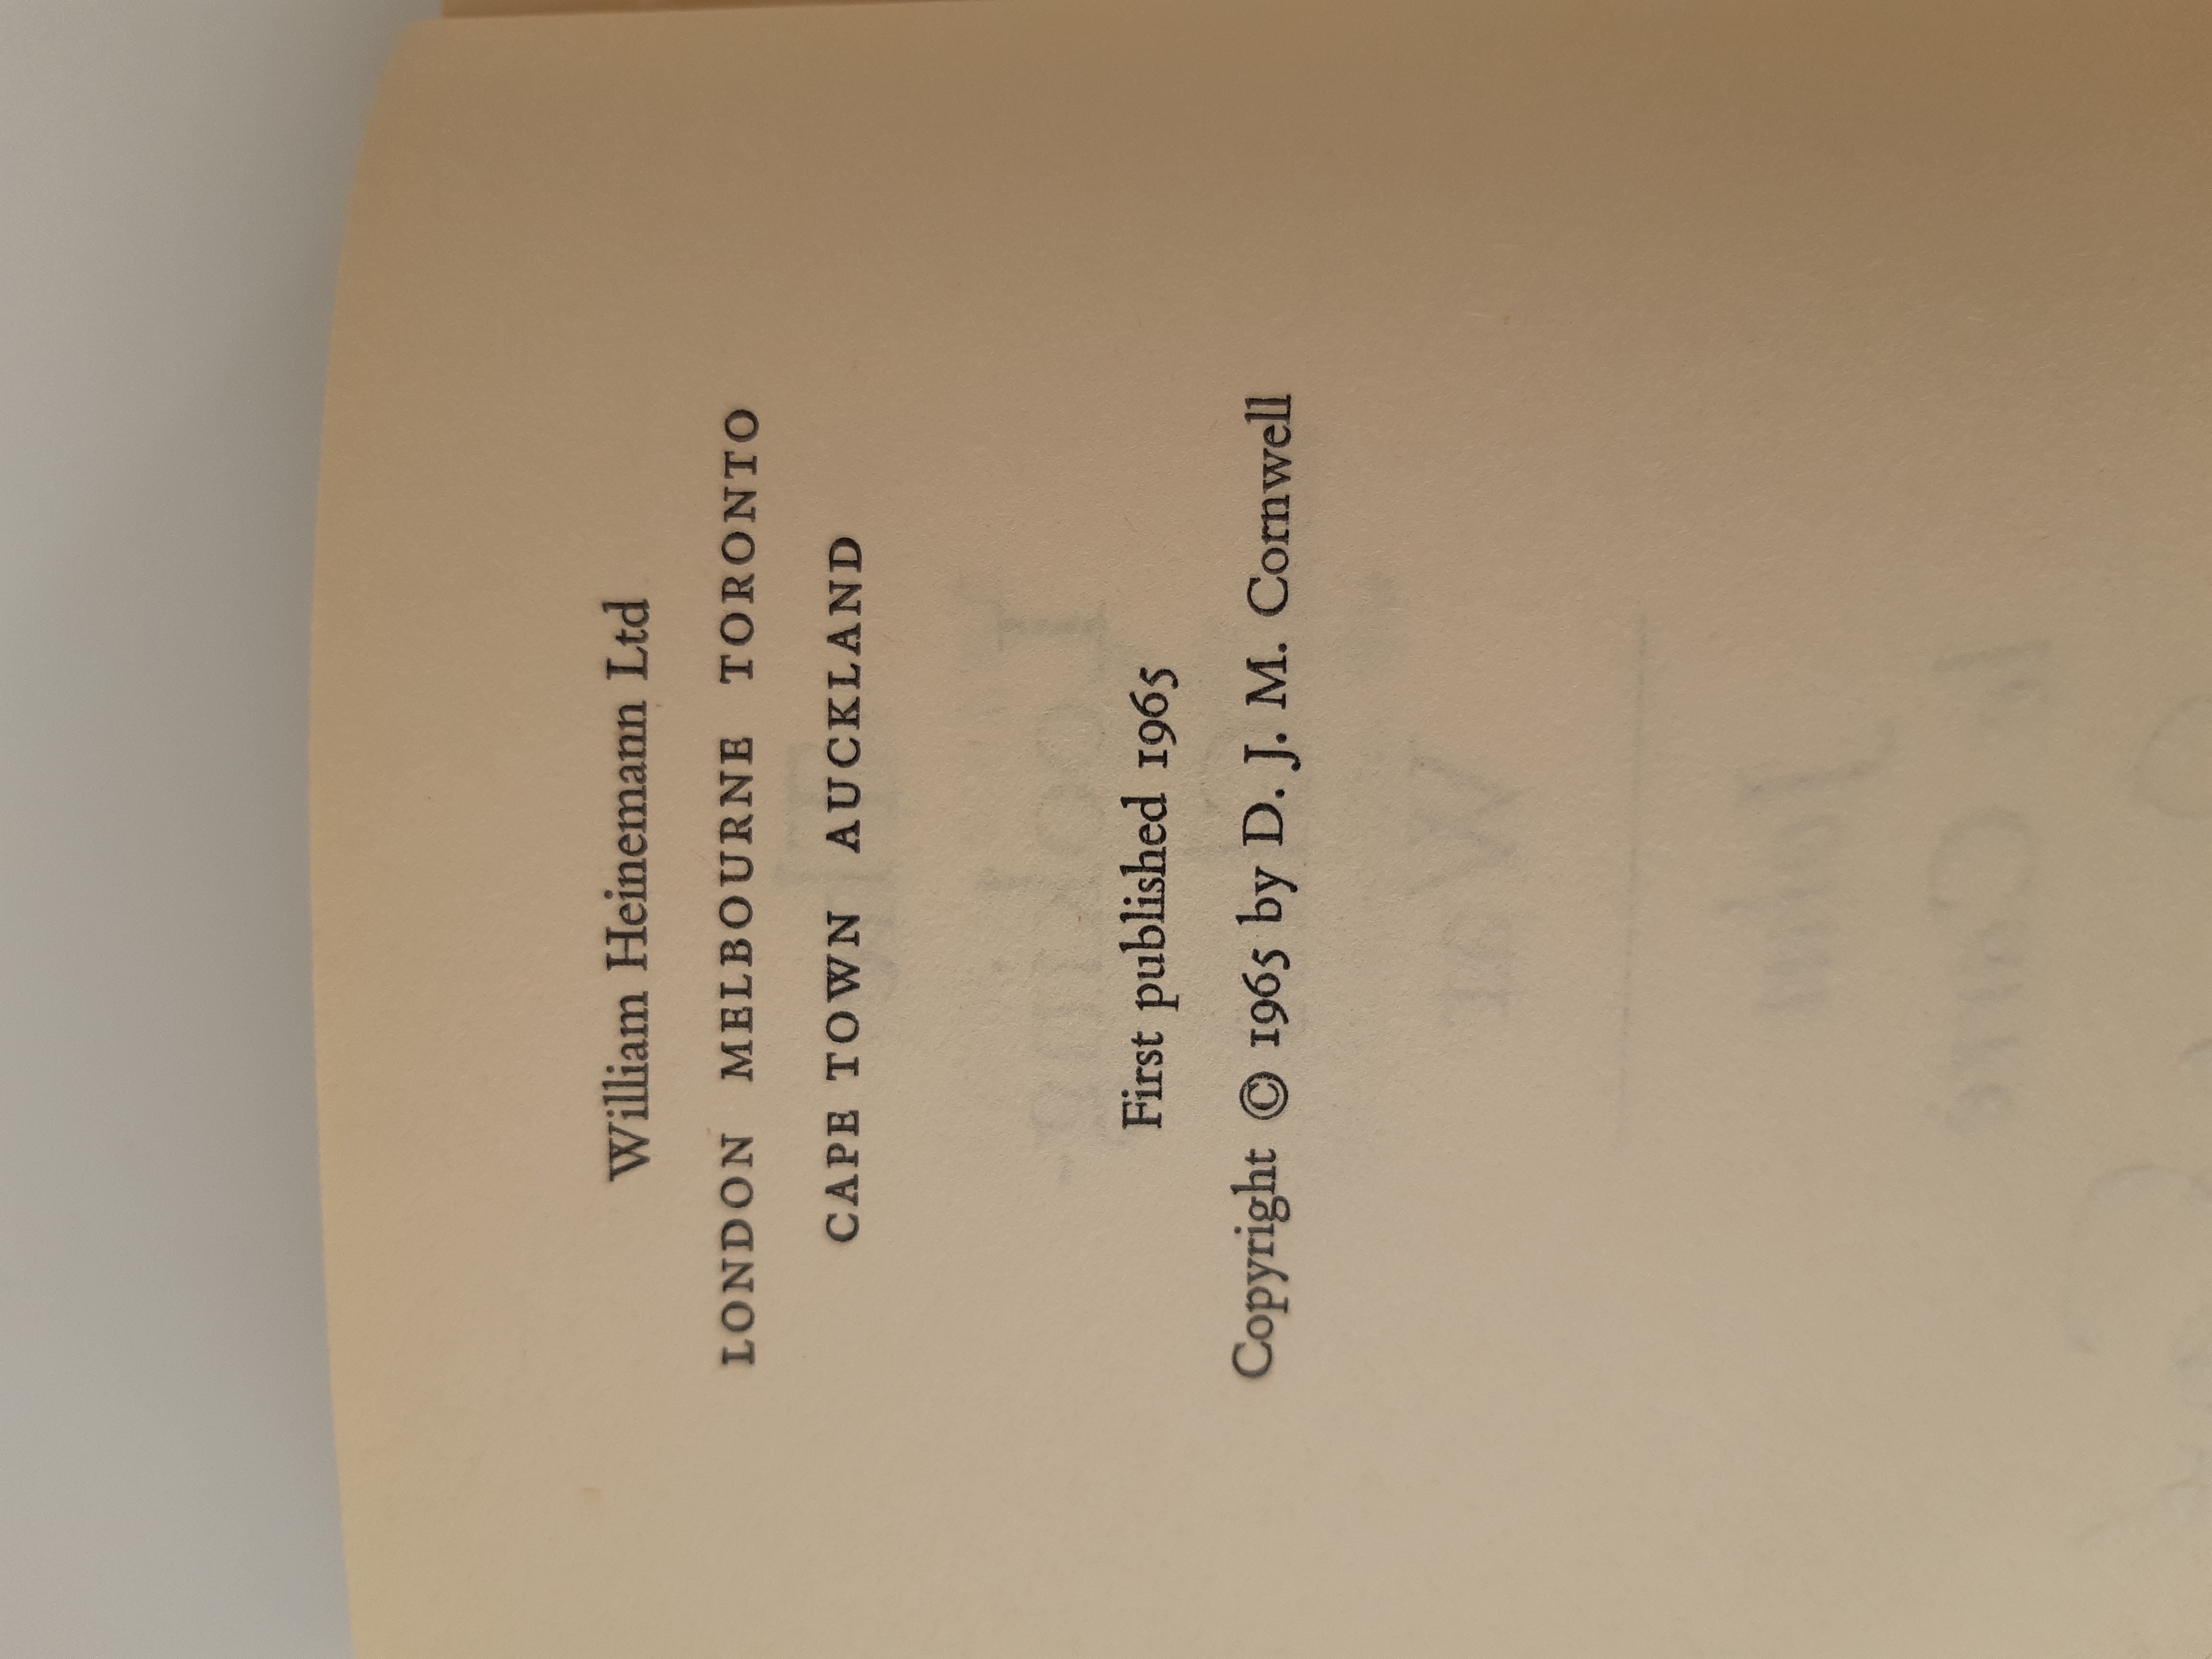 William Heinemann Ltd
LONDON MELBOURNE TORONTO
CAPE TOWN AUCKLAND
First published 1965
Copyright © 1965 by D. J. M. Cornwell